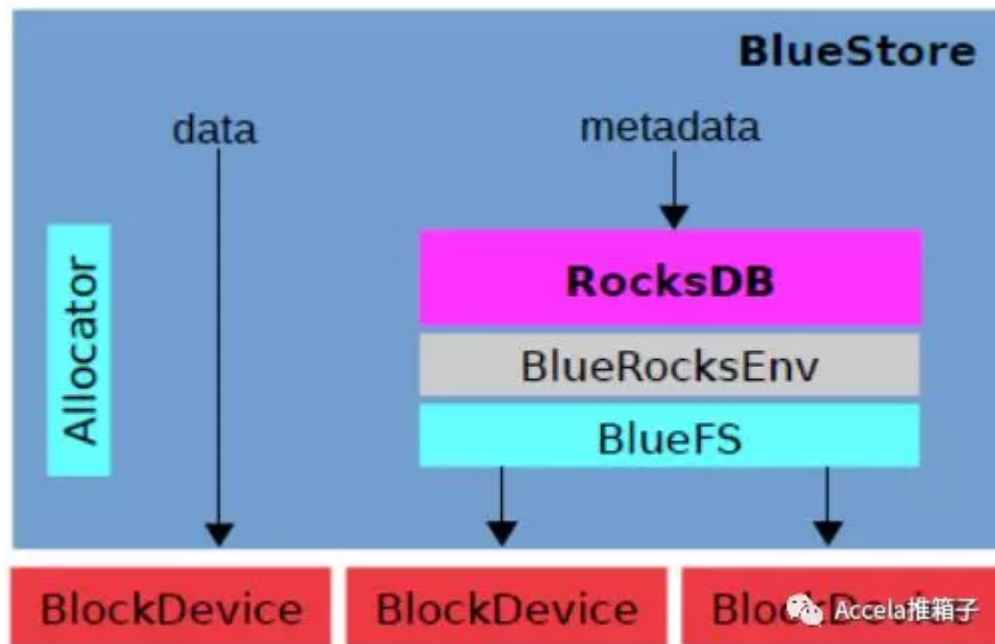 BlueStore
data
metadata
RocksDB
Allocator
BlueRocksEnv
BlueFS
BlockDevice
BlockDevice
Accela推箱子